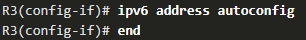 R3(config-if)# ipv6 address autoconfig
R3(config-if)# end